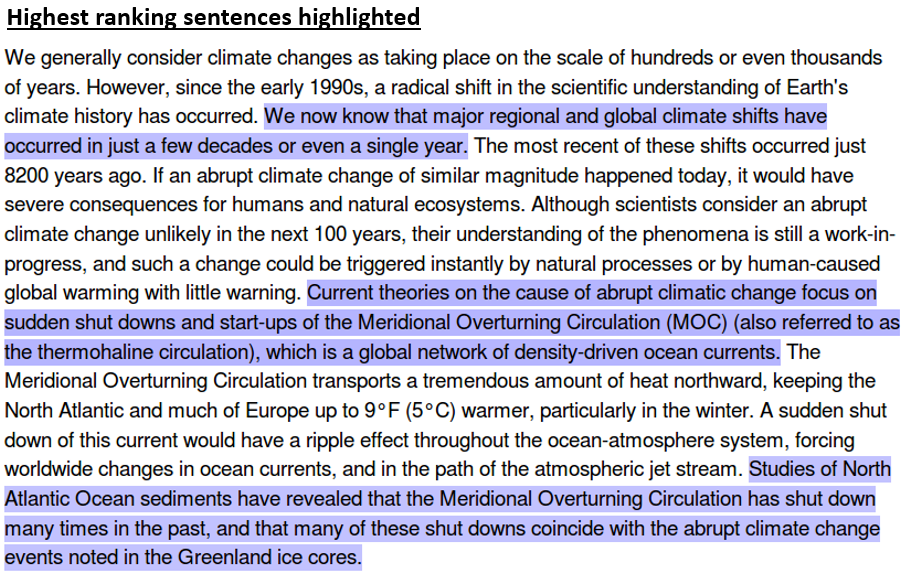 Highest ranking sentences highlighted
We generally consider climate changes as taking place on the scale of hundreds or even thousands
of years. However, since the early 1990s, a radical shift in the scientific understanding of Earth's
climate history has occurred. We now know that major regional and global climate shifts have
occurred in just a few decades or even a single year. The most recent of these shifts occurred just
8200 years ago. If an abrupt climate change of similar magnitude happened today, it would have
severe consequences for humans and natural ecosystems. Although scientists consider an abrupt
climate change unlikely in the next 100 years, their understanding of the phenomena is still a work-in-
progress, and such a change could be triggered instantly by natural processes or by human-caused
global warming with little warning. Current theories on the cause of abrupt climatic change focus on
sudden shut downs and start-ups of the Meridional Overturning Circulation (MOC) (also referred to as
the thermohaline circulation), which is a global network of density-driven ocean currents. The
Meridional Overturning Circulation transports a tremendous amount of heat northward, keeping the
North Atlantic and much of Europe up to 9°F (5°C) warmer, particularly in the winter. A sudden shut
down of this current would have a ripple effect throughout the ocean-atmosphere system, forcing
worldwide changes in ocean currents, and in the path of the atmospheric jet stream. Studies of North
Atlantic Ocean sediments have revealed that the Meridional Overturning Circulation has shut down
many times in the past, and that many of these shut downs coincide with the abrupt climate change
events noted in the Greenland ice cores.